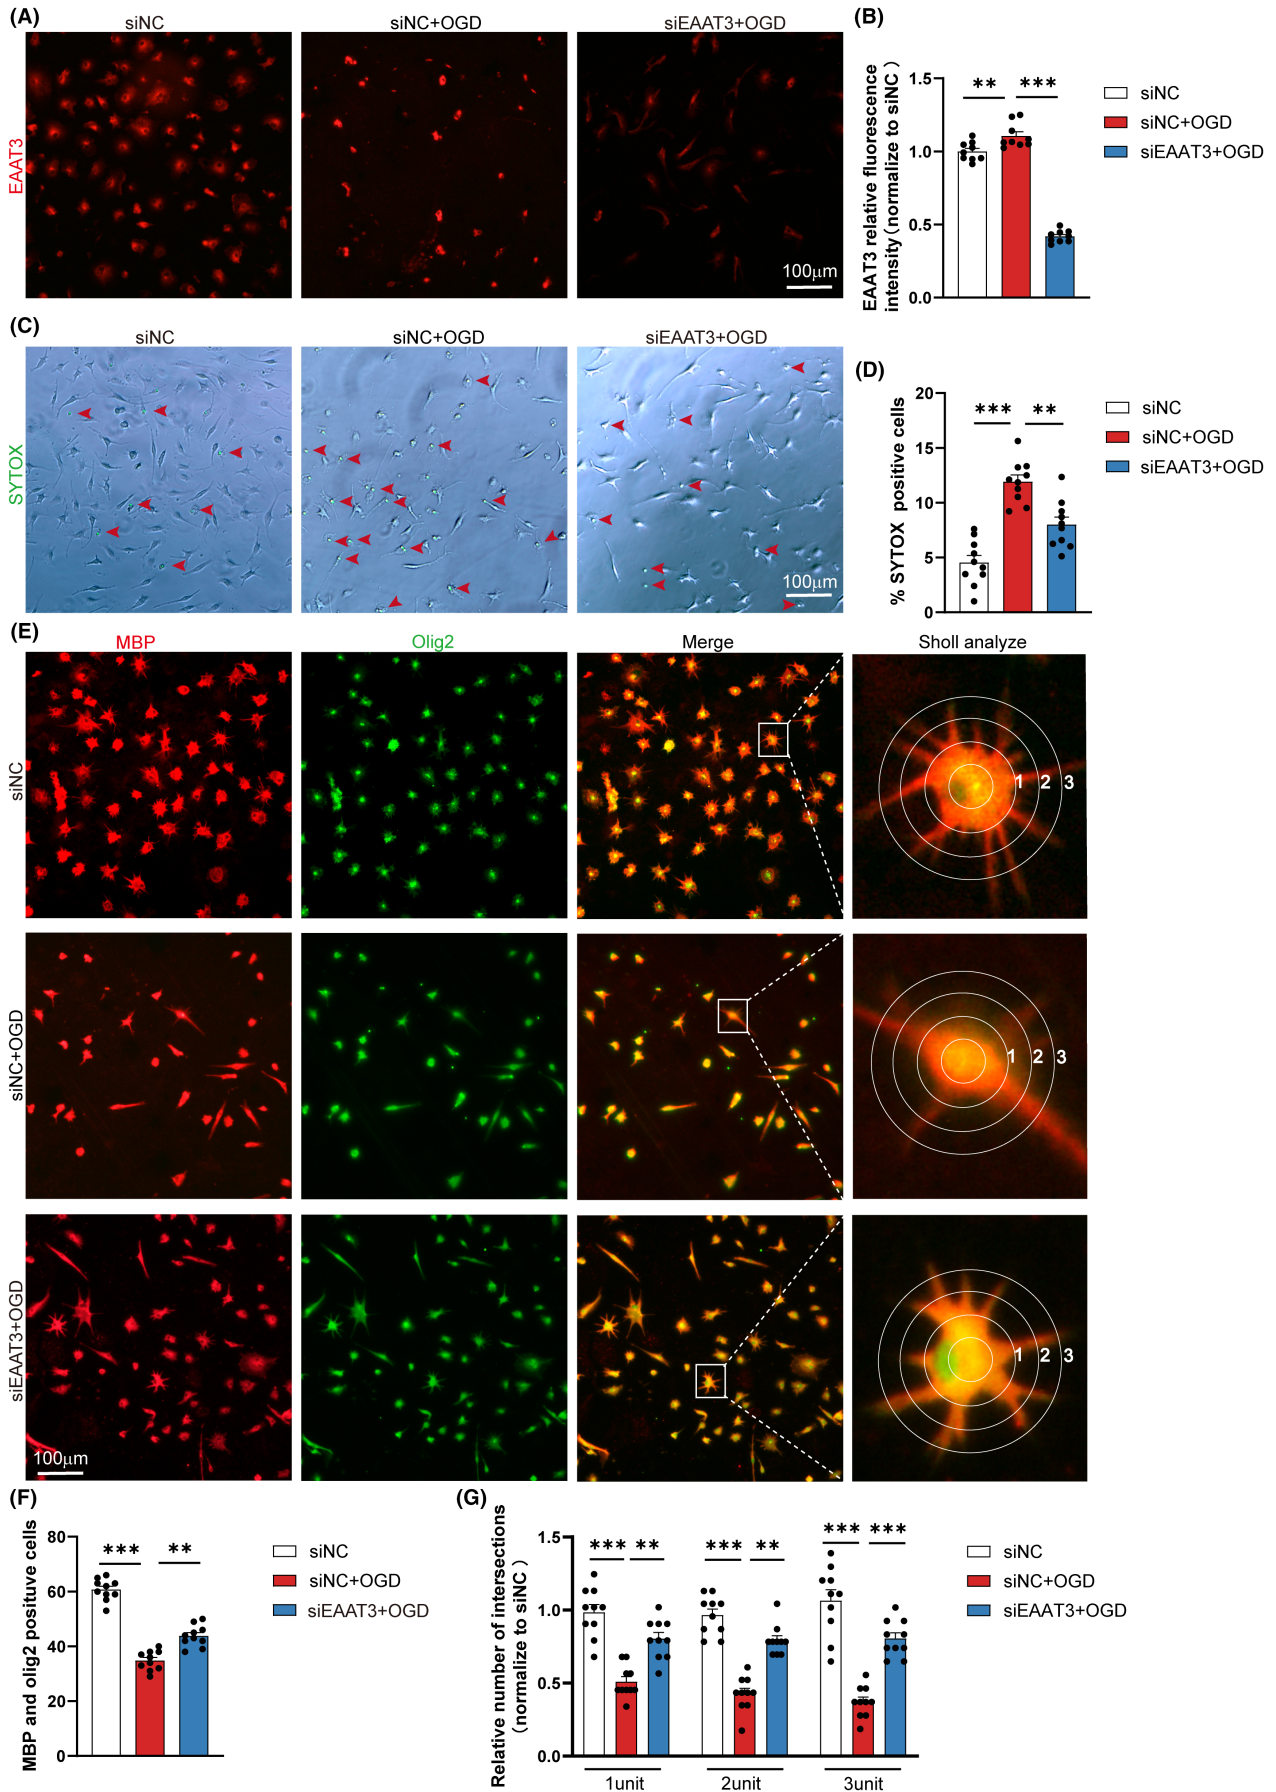 (A)
siNC
siNC+OGD
siEAAT3+OGD
EAAT3
100μm
(B)
EAAT3 relative fluorescence
intensity(normalize to siNC )
1.5
1.0
0.5
0.0
** ***
siNC
siNC+OGD
siEAAT3+OGD
(C)
siNC
siNC+OGD
siEAAT3+OGD
SYTOX
100μm
(D)
% SYTOX positive cells
20
15
10
5
0
*** **
siNC
siNC+OGD
siEAAT3+OGD
(E)
MBP
Olig2
Merge
Sholl analyze
siNC
1 2 3
siNC+OGD
1 2 3
siEAAT3+OGD
100μm
1 2 3
(F)
MBP and olig2 posituve cells
80
60
40
20
0
*** **
siNC
siNC+OGD
siEAAT3+OGD
(G)
Relative number of intersections
(normalize to siNC )
1.5
1.0
0.5
0.0
*** ** *** ** *** ***
1unit 2unit 3unit
siNC
siNC+OGD
siEAAT3+OGD